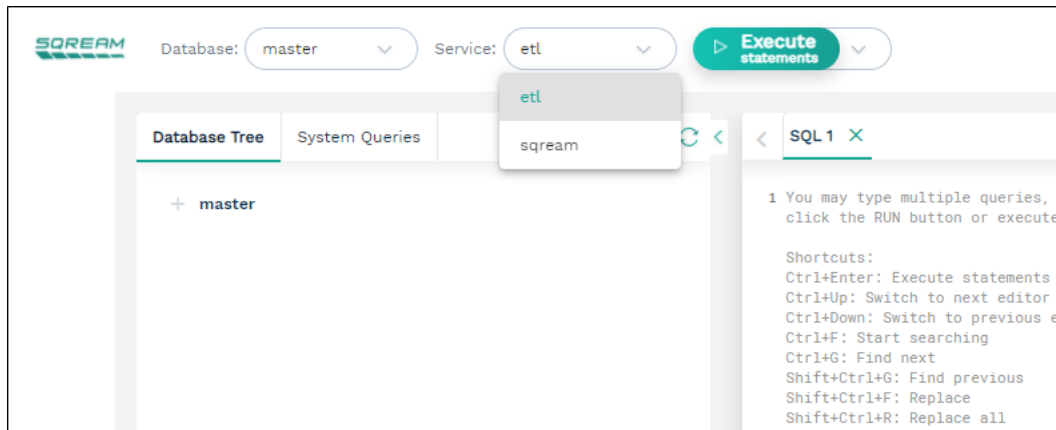 SQREAM
Database: master Service: etl Execute statements
etl
sqream
Database Tree System Queries
master
SQL 1
1 You may type multiple queries,
click the RUN button or execute
Shortcuts:
Ctrl+Enter: Execute statements
Ctrl+Up: Switch to next editor
Ctrl+Down: Switch to previous e
Ctrl+F: Start searching
Ctrl+G: Find next
Shift+Ctrl+G: Find previous
Shift+Ctrl+F: Replace
Shift+Ctrl+R: Replace all